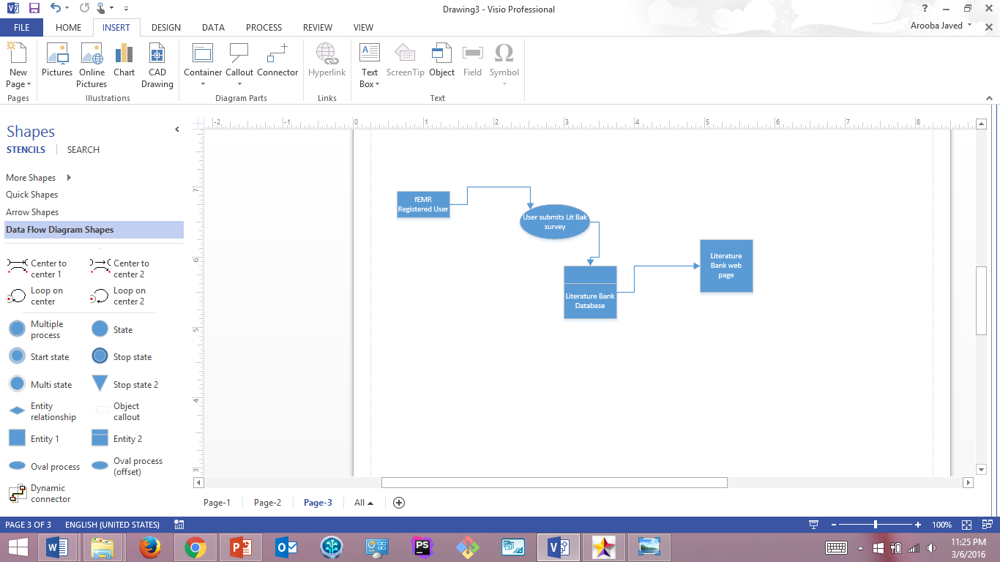 Drawing3 - Visio Professional
?
FILE HOME INSERT DESIGN DATA PROCESS REVIEW VIEW
Arooba Javed
New Page
Pictures
Online Pictures
Chart
CAD Drawing
Container
Callout
Connector
Hyperlink
Text Box
ScreenTip
Object
Field
Symbol
Pages
Illustrations
Diagram Parts
Links
Text
Shapes
STENCILS
SEARCH
More Shapes
Quick Shapes
Arrow Shapes
Data Flow Diagram Shapes
Center to center 1
Center to center 2
Loop on center
Loop on center 2
Multiple process
State
Start state
Stop state
Multi state
Stop state 2
Entity relationship
Object callout
Entity 1
Entity 2
Oval process
Oval process (offset)
Dynamic connector
-2 -1 0 1 2 3 4 5 6 7 8
7
6
5
4
3
fEMR
Registered User
User submits Lit Bak
survey
Literature Bank
Database
Literature
Bank web
page
Page-1 Page-2 Page-3 All
PAGE 3 OF 3 ENGLISH (UNITED STATES)
100%
PS
11:25 PM
3/6/2016